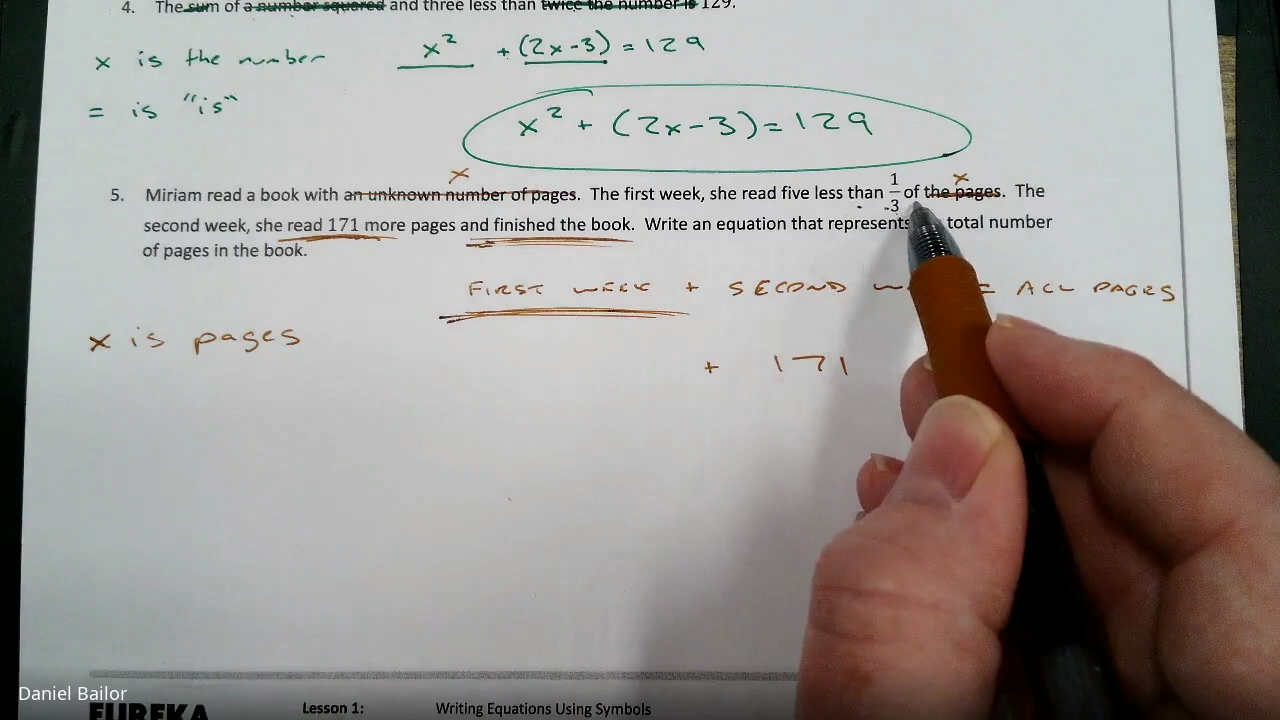 4. The sum of a number squared and three less than twice the number is 129.
x is the number x² + (2x-3) = 129
= is "is"
x² + (2x-3) = 129
x x
5. Miriam read a book with an unknown number of pages. The first week, she read five less than 1/3 of the pages. The
second week, she read 171 more pages and finished the book. Write an equation that represents total number
of pages in the book.
FIRST WEEK + SECOND = ALL PAGES
x is pages
+ 171
Daniel Bailor
EUREKA Lesson 1: Writing Equations Using Symbols